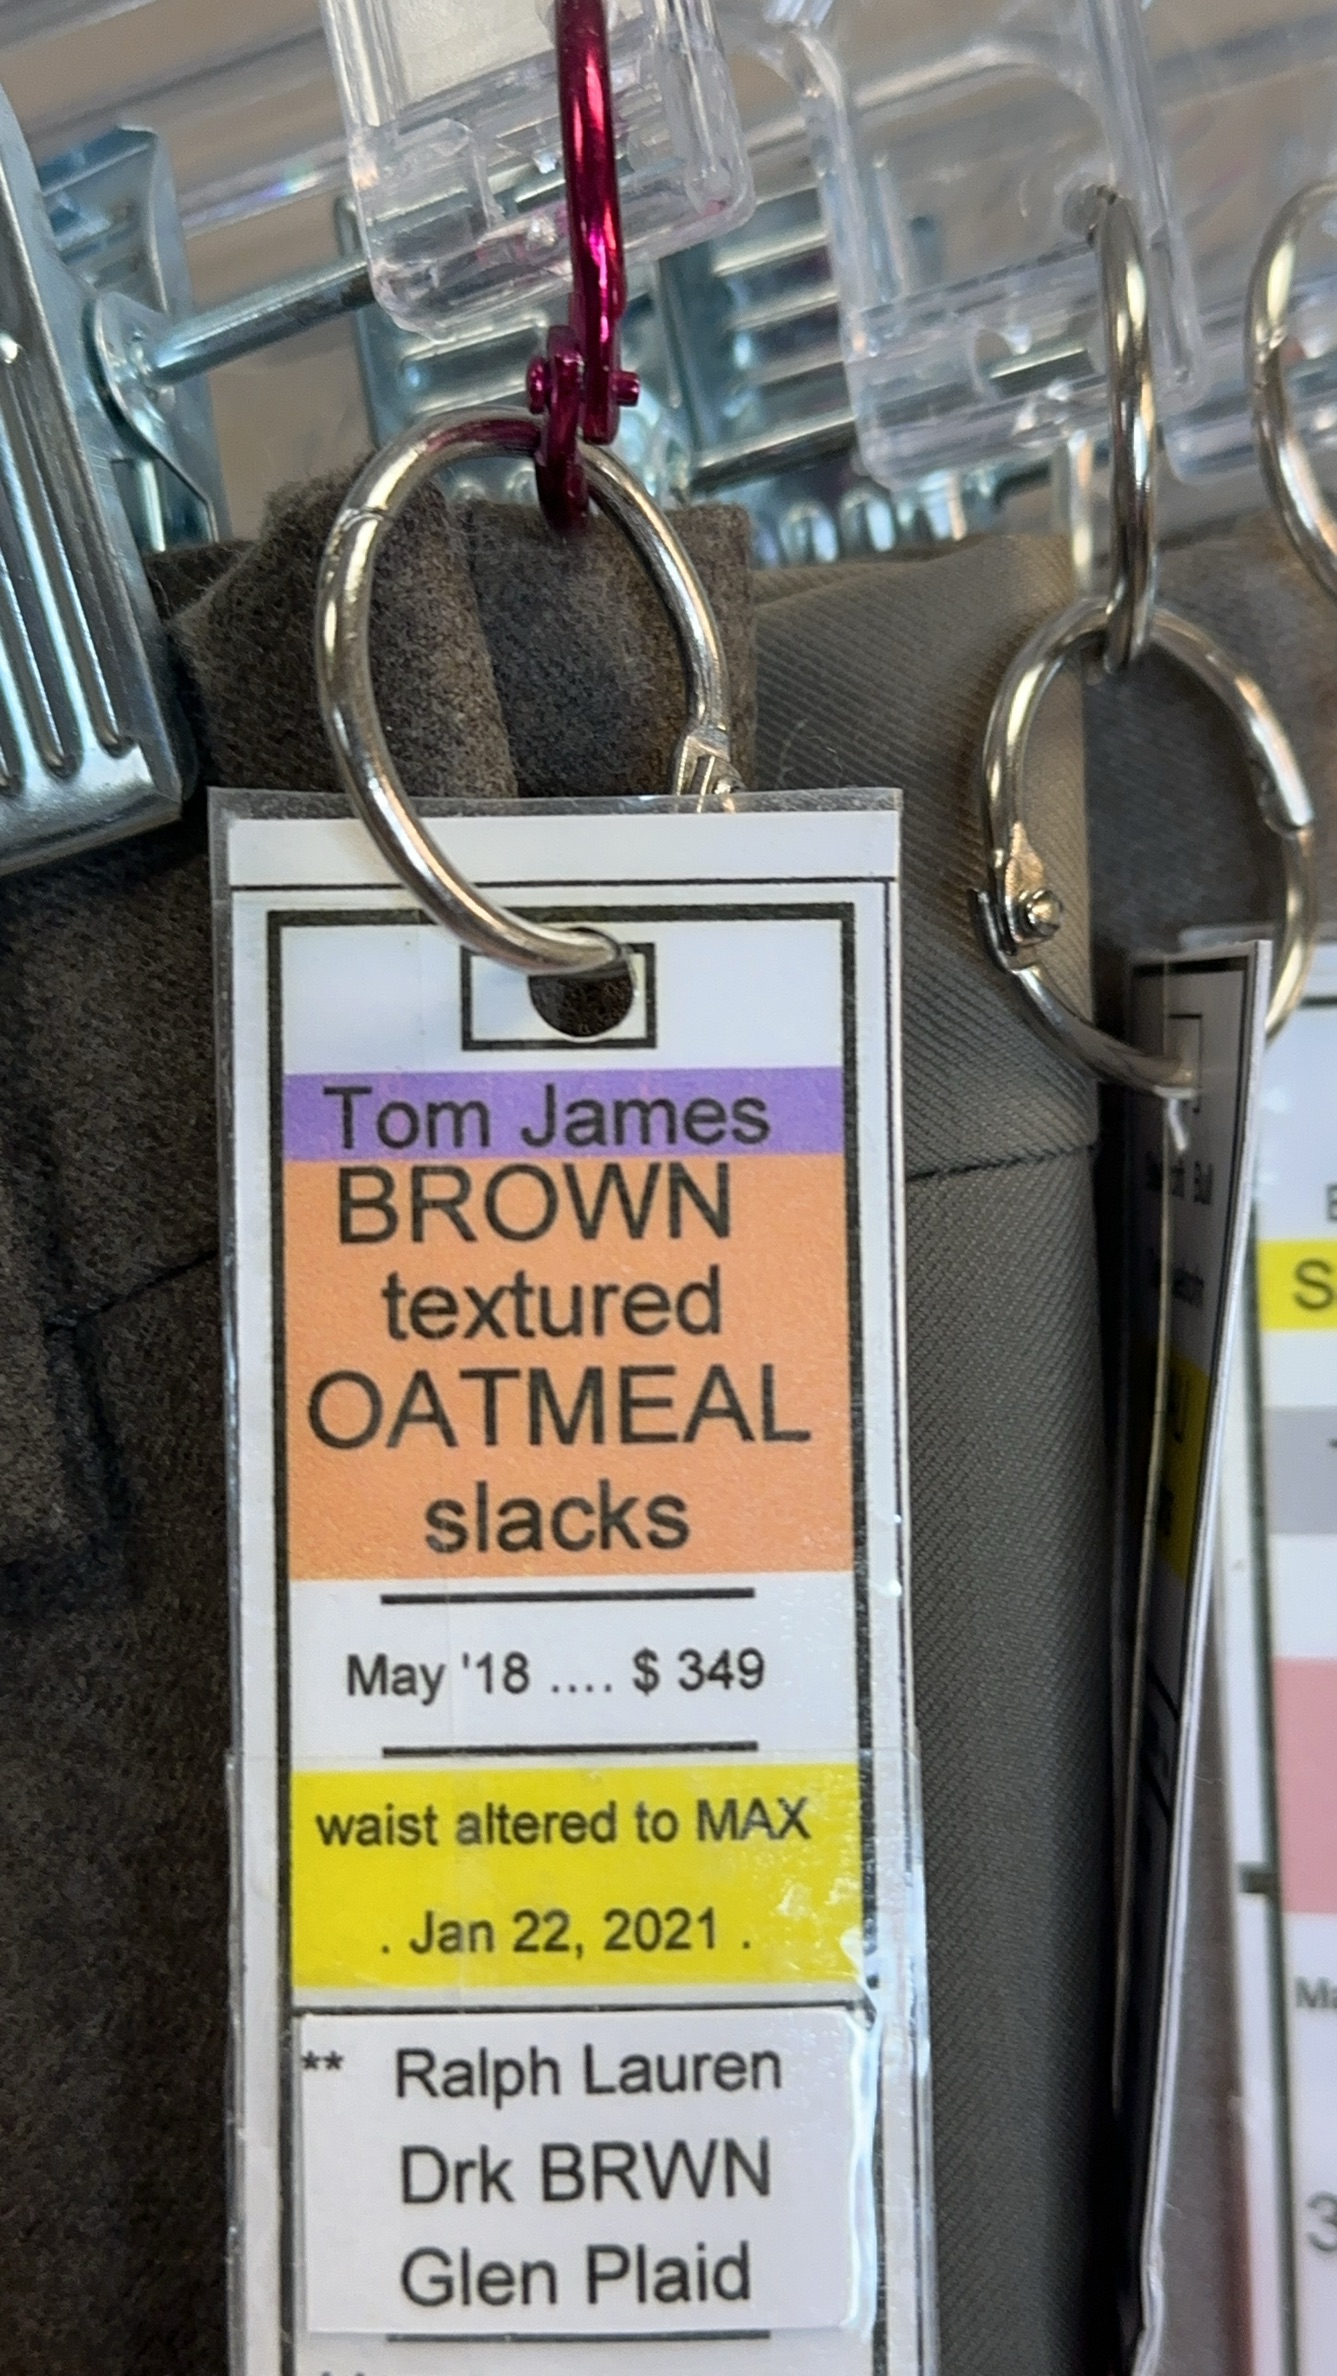 Tom James
BROWN
textured
OATMEAL
slacks
May '18 .... $ 349
waist altered to MAX
. Jan 22, 2021 .
** Ralph Lauren
Drk BRWN
Glen Plaid